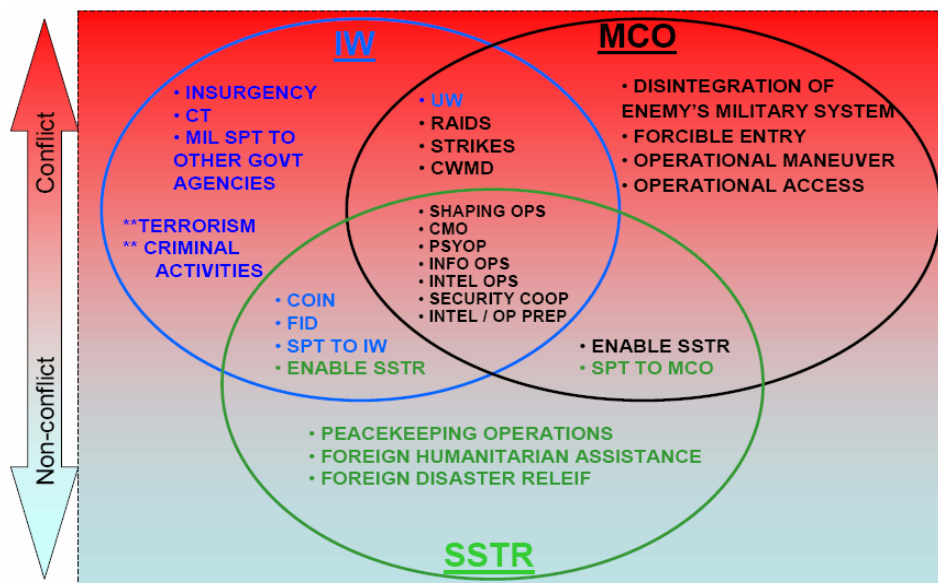 IW
MCO
• INSURGENCY
• CT
• MIL SPT TO
OTHER GOVT
AGENCIES
**TERRORISM
** CRIMINAL
ACTIVITIES
• UW
• RAIDS
• STRIKES
• CWMD
• DISINTEGRATION OF
ENEMY'S MILITARY SYSTEM
• FORCIBLE ENTRY
• OPERATIONAL MANEUVER
• OPERATIONAL ACCESS
• SHAPING OPS
• CMO
• PSYOP
• INFO OPS
• INTEL OPS
• SECURITY COOP
• INTEL / OP PREP
• COIN
• FID
• SPT TO IW
• ENABLE SSTR
• ENABLE SSTR
• SPT TO MCO
• PEACEKEEPING OPERATIONS
• FOREIGN HUMANITARIAN ASSISTANCE
• FOREIGN DISASTER RELEIF
SSTR
Conflict
Non-conflict